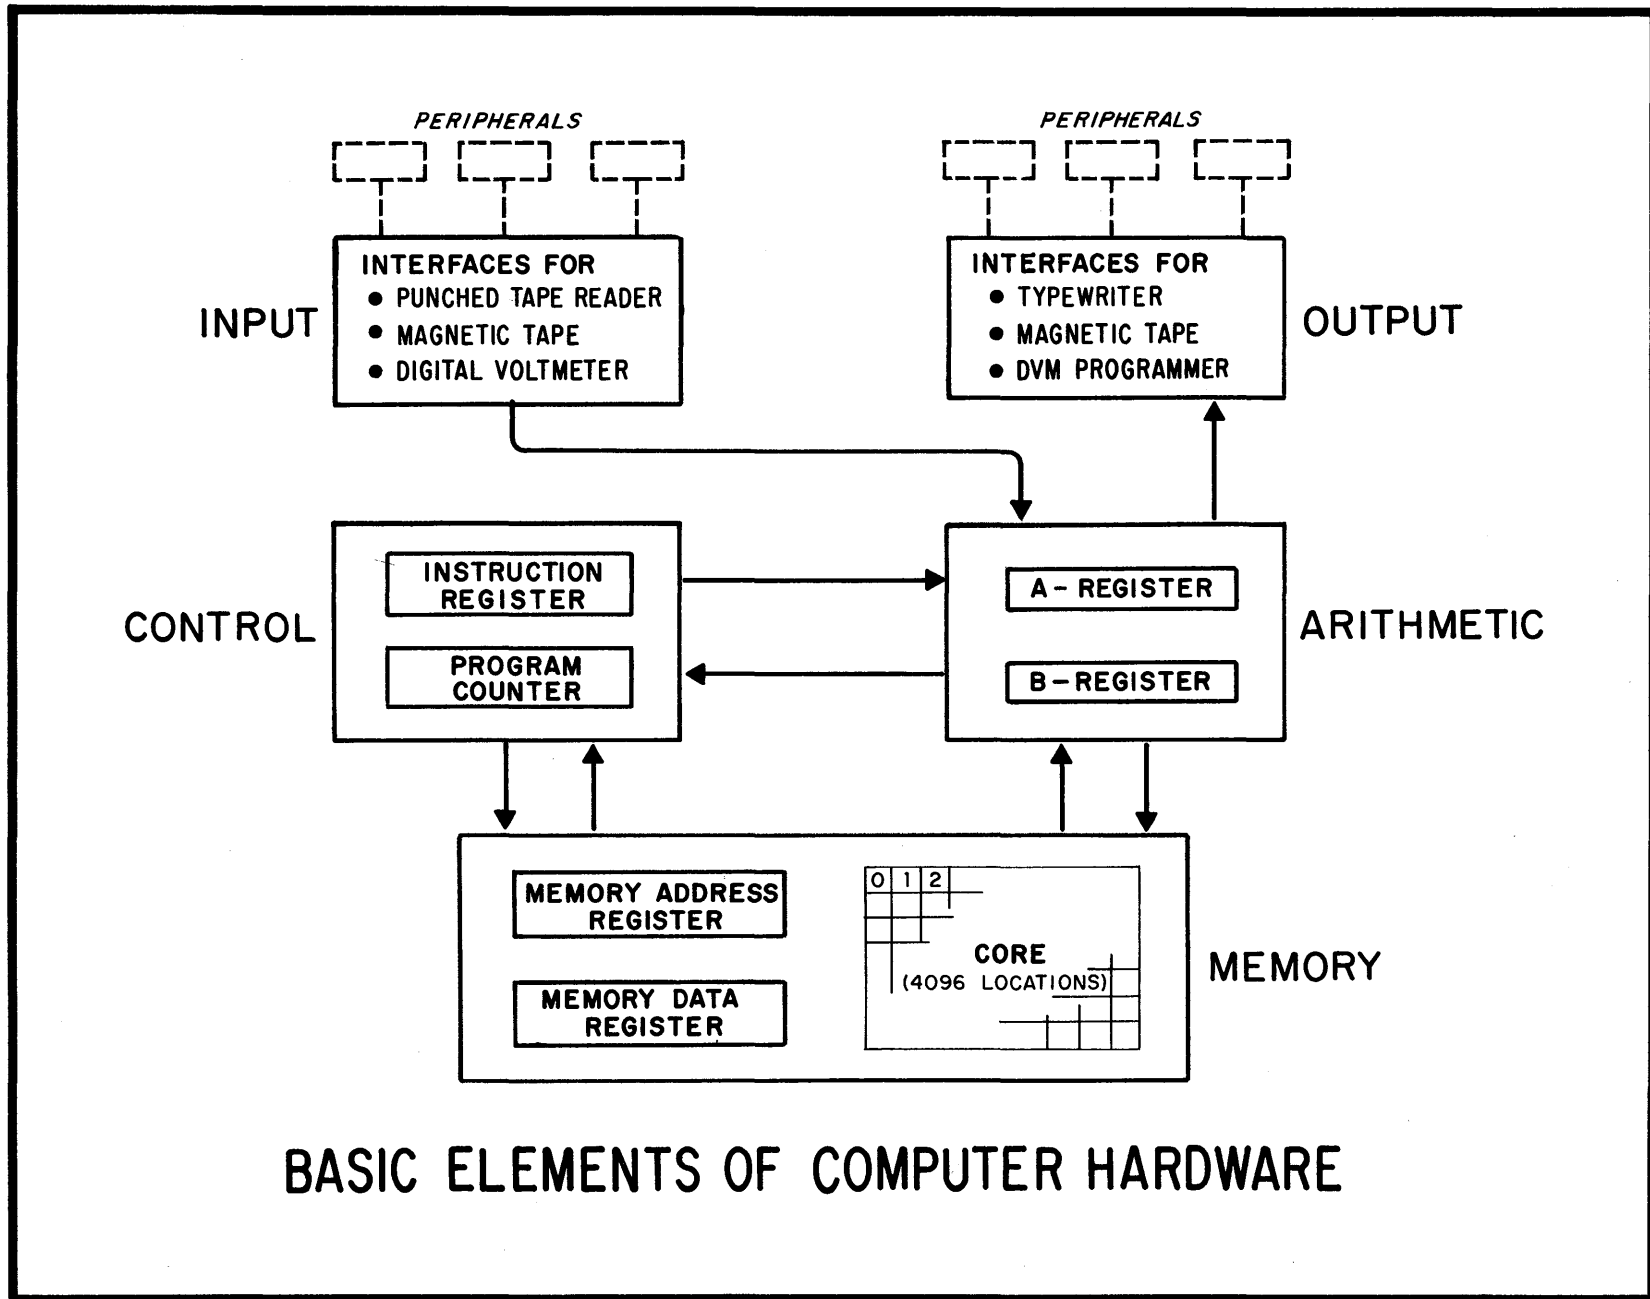 PERIPHERALS
PERIPHERALS
INPUT
INTERFACES FOR
● PUNCHED TAPE READER
● MAGNETIC TAPE
● DIGITAL VOLTMETER
INTERFACES FOR
● TYPEWRITER
● MAGNETIC TAPE
● DVM PROGRAMMER
OUTPUT
CONTROL
INSTRUCTION
REGISTER
PROGRAM
COUNTER
A - REGISTER
B - REGISTER
ARITHMETIC
MEMORY ADDRESS
REGISTER
MEMORY DATA
REGISTER
0 1 2
CORE
(4096 LOCATIONS)
MEMORY
BASIC ELEMENTS OF COMPUTER HARDWARE